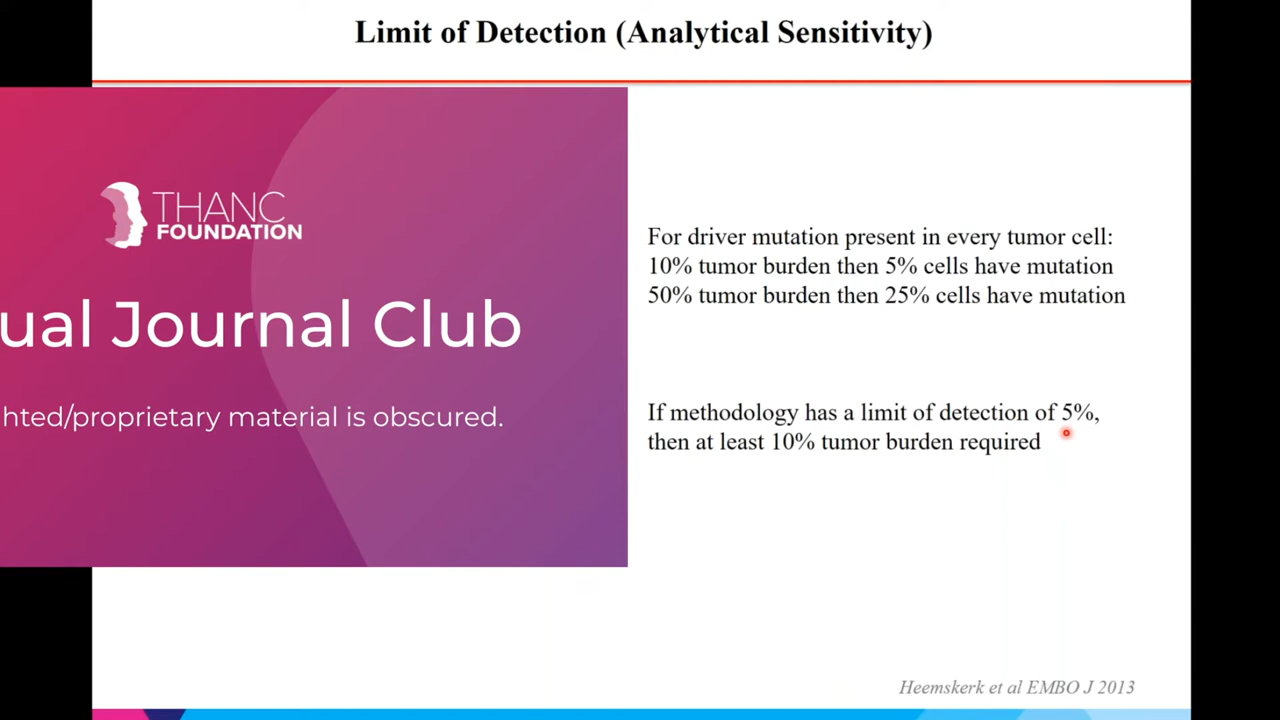 Limit of Detection (Analytical Sensitivity)
THANC
FOUNDATION
ual Journal Club
hted/proprietary material is obscured.
For driver mutation present in every tumor cell:
10% tumor burden then 5% cells have mutation
50% tumor burden then 25% cells have mutation
If methodology has a limit of detection of 5%,
then at least 10% tumor burden required
Heemskerk et al EMBO J 2013